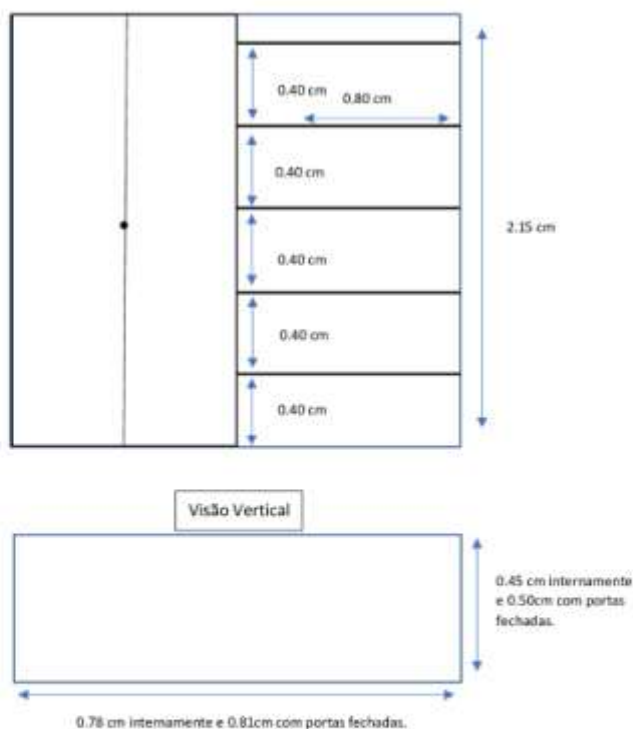 0.40 cm
0.80 cm
0.40 cm
2.15 cm
0.40 cm
0.40 cm
0.40 cm
Visão Vertical
0.45 cm internamente
e 0.50cm com portas
fechadas.
0.78 cm internamente e 0.81cm com portas fechadas.